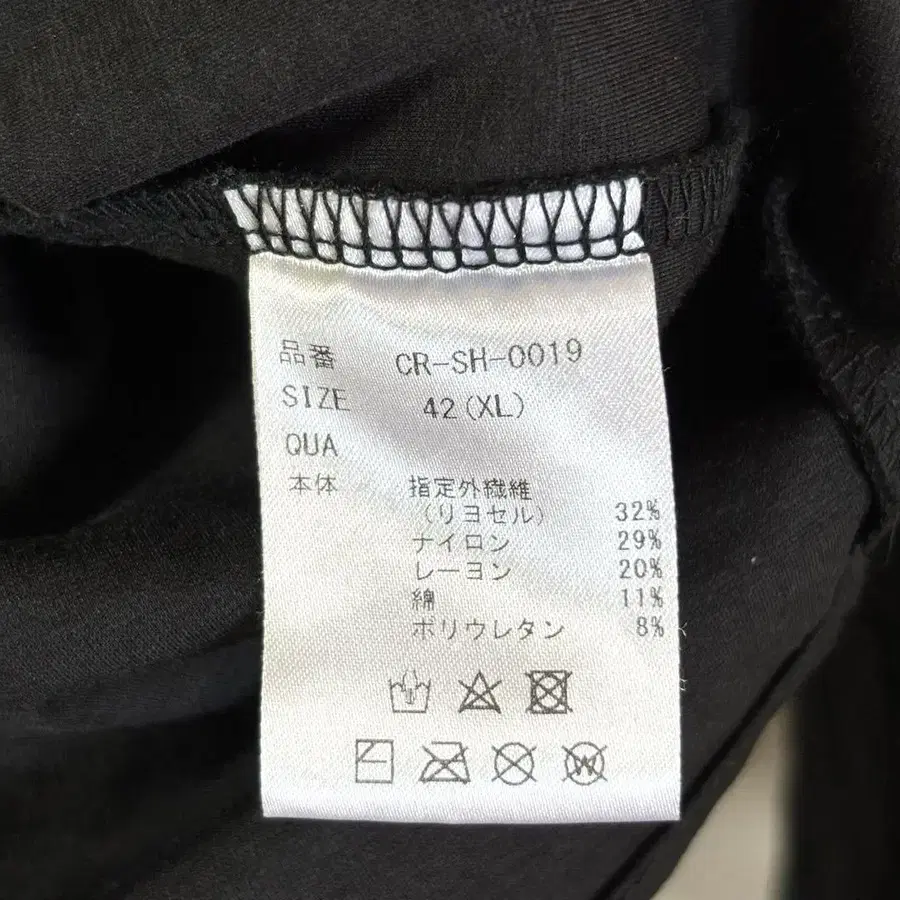 品番 CR-SH-0019
SIZE 42(XL)
QUA
本体 指定外繊維
(リヨセル) 32%
ナイロン 29%
レーヨン 20%
綿 11%
ポリウレタン 8%
W